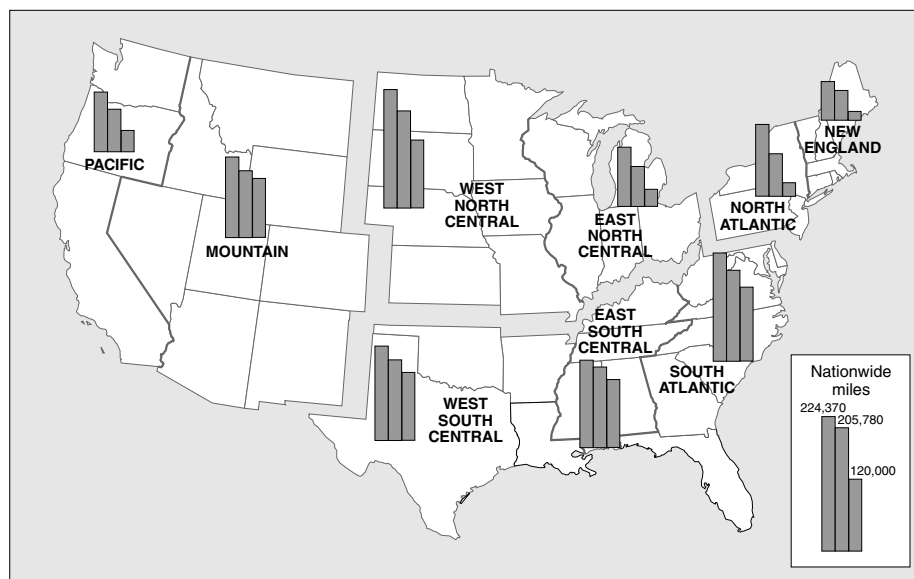 NEW
ENGLAND
PACIFIC
WEST
NORTH
CENTRAL
NORTH
ATLANTIC
EAST
NORTH
CENTRAL
MOUNTAIN
EAST
SOUTH
CENTRAL
SOUTH
ATLANTIC
WEST
SOUTH
CENTRAL
Nationwide
miles
224,370
205,780
120,000